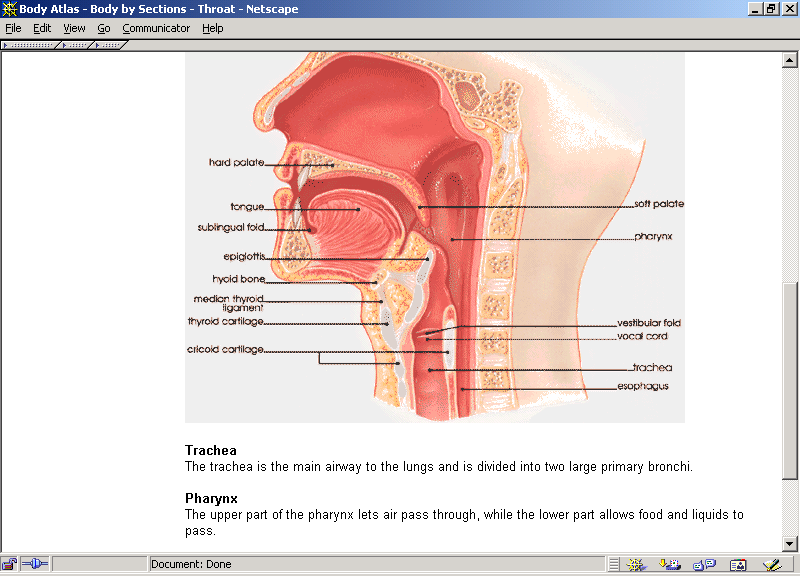 Body Atlas - Body by Sections - Throat - Netscape
File Edit View Go Communicator Help
hard palate
tongue
sublingual fold
epiglottis
hyoid bone
median thyroid
ligament
thyroid cartilage
cricoid cartilage
soft palate
pharynx
vestibular fold
vocal cord
trachea
esophagus
Trachea
The trachea is the main airway to the lungs and is divided into two large primary bronchi.
Pharynx
The upper part of the pharynx lets air pass through, while the lower part allows food and liquids to
pass.
Document: Done